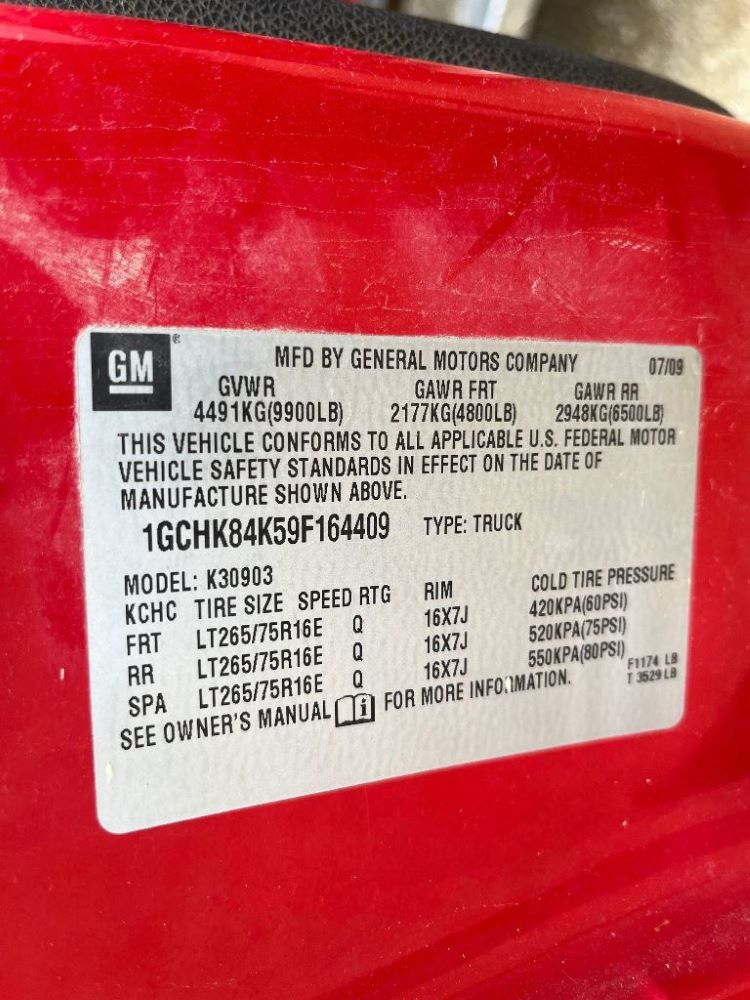 GM ® MFD BY GENERAL MOTORS COMPANY 07/09
GVWR GAWR FRT GAWR RR
4491KG(9900LB) 2177KG(4800LB) 2948KG(6500LB)
THIS VEHICLE CONFORMS TO ALL APPLICABLE U.S. FEDERAL MOTOR
VEHICLE SAFETY STANDARDS IN EFFECT ON THE DATE OF
MANUFACTURE SHOWN ABOVE.
1GCHK84K59F164409 TYPE: TRUCK
MODEL: K30903
KCHC TIRE SIZE SPEED RTG RIM COLD TIRE PRESSURE
FRT LT265/75R16E Q 16X7J 420KPA(60PSI)
RR LT265/75R16E Q 16X7J 520KPA(75PSI)
SPA LT265/75R16E Q 16X7J 550KPA(80PSI)
SEE OWNER'S MANUAL i FOR MORE INFORMATION.
F1174 LB
T 3529 LB